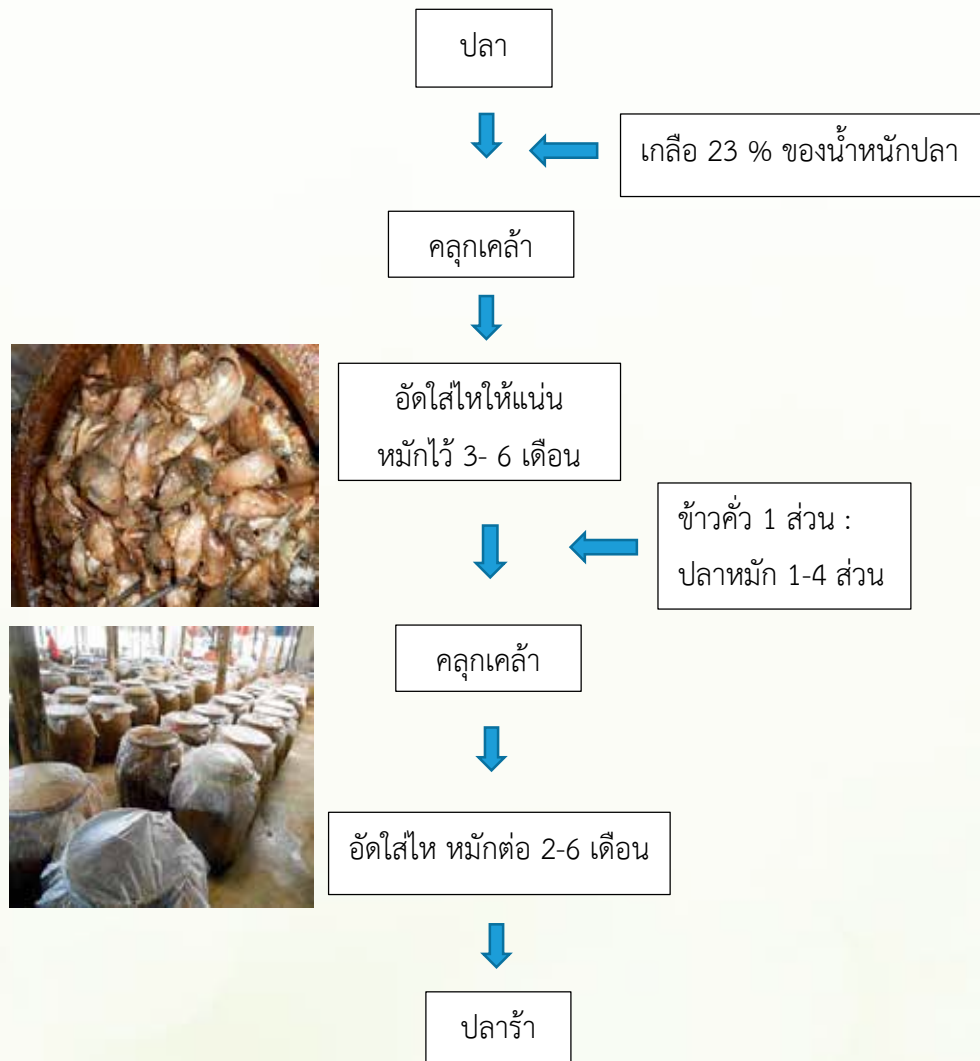 ปลา
เกลือ 23 % ของน้ำหนักปลา
คลุกเคล้า
อัดใส่ไหให้แน่น
หมักไว้ 3- 6 เดือน
ข้าวคั่ว 1 ส่วน :
ปลาหมัก 1-4 ส่วน
คลุกเคล้า
อัดใส่ไห หมักต่อ 2-6 เดือน
ปลาร้า